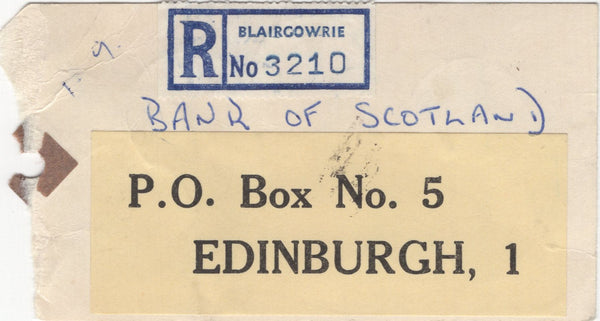 R
BLAIRGOWRIE
No 3210
BANK OF SCOTLAND
P.O. Box No. 5
EDINBURGH, 1